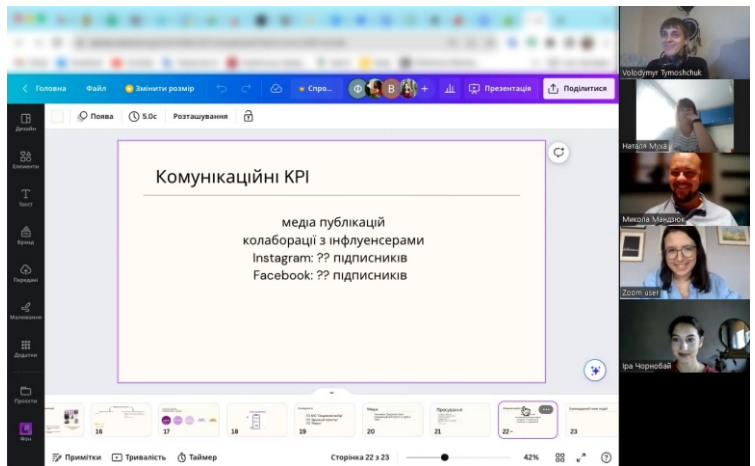 Головна Файл Змінити розмір Спро... Ф В + Презентація Поділитися
Поява 5.0с Розташування
Дизайн
Елементи
Текст
Бренд
Передані
Малювання
Додатки
Проєкти
Фон
Комунікаційні KPI
медіа публікацій
колаборації з інфлуенсерами
Instagram: ?? підписників
Facebook: ?? підписників
16
17
18
19
20
21
22 -
23
Примітки Тривалість Таймер Сторінка 22 з 23 42%
Volodymyr Tymoshchuk
Наталя Муха
Микола Мандзюк
Zoom user
Іра Чорнобай